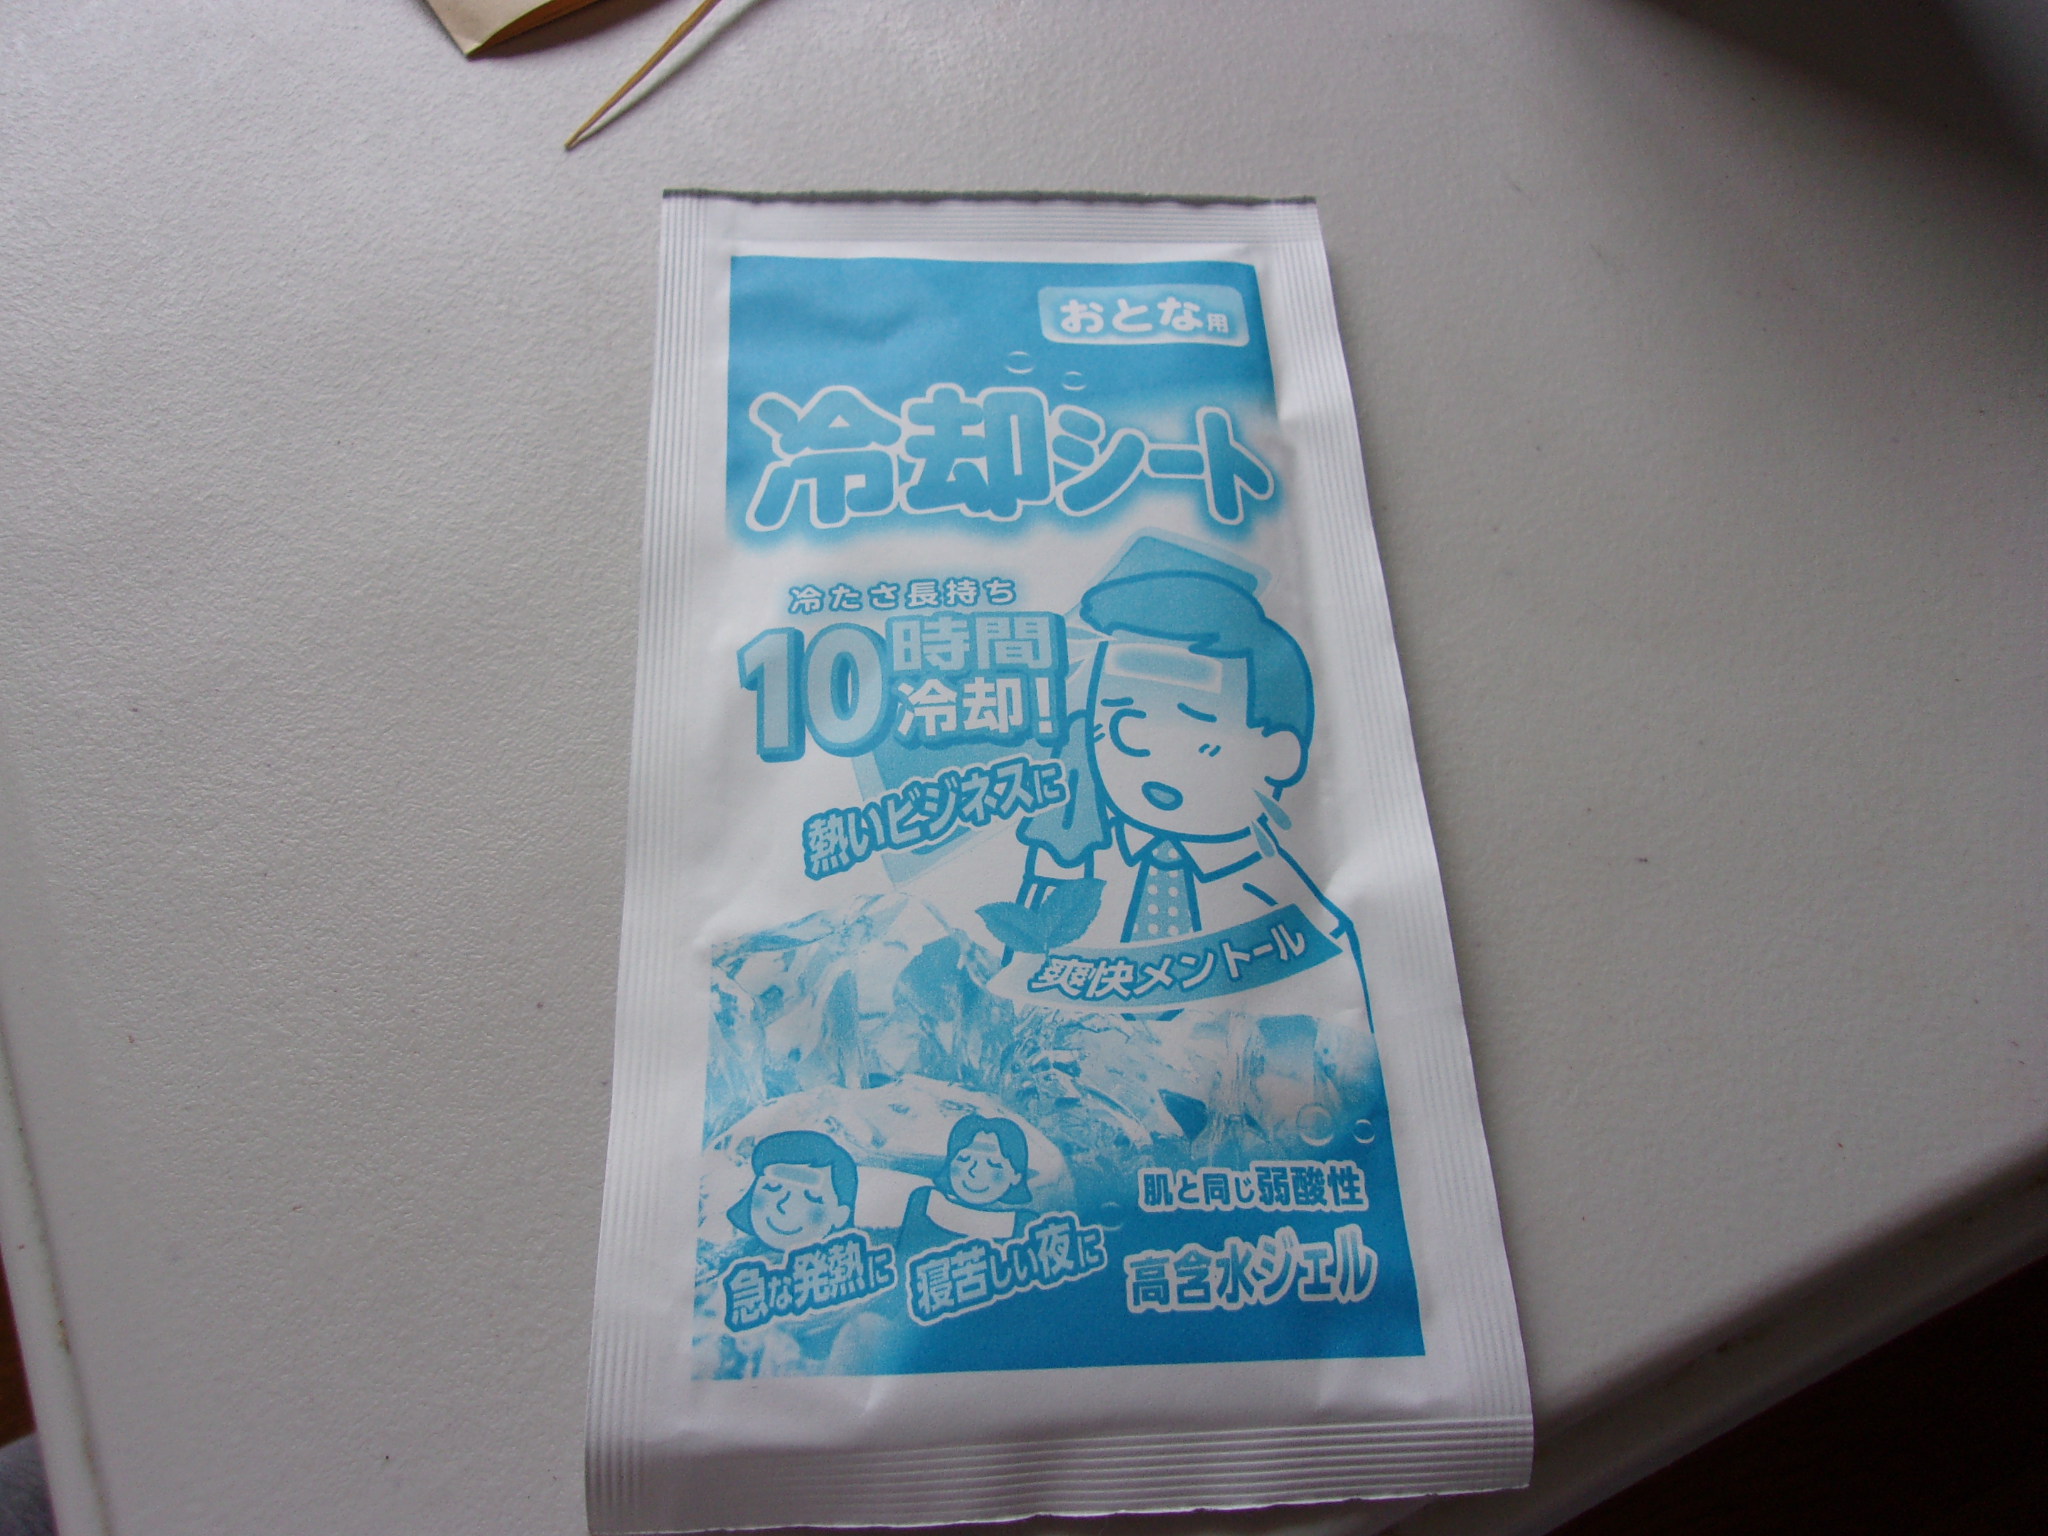 おとな用
冷却シート
冷たさ長持ち
10時間
冷却!
熱いビジネスに
爽快メントール
肌と同じ弱酸性
急な発熱に
寝苦しい夜に
高含水ジェル